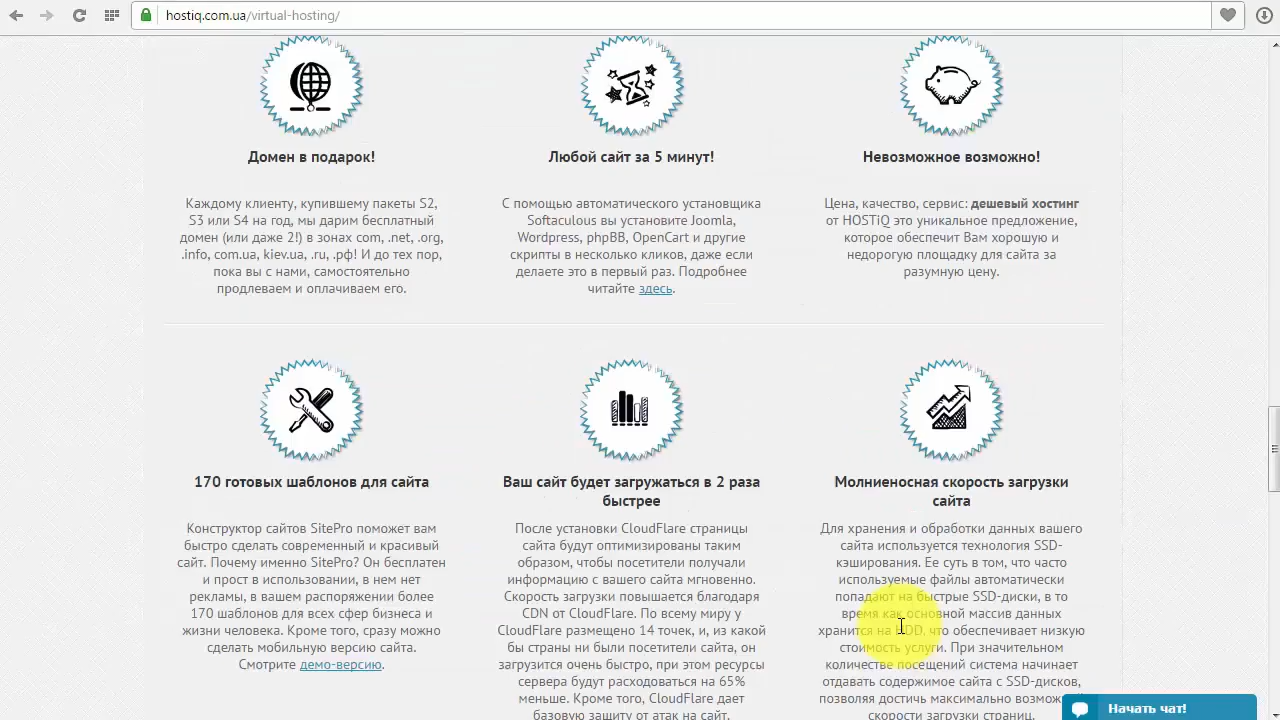 hostiq.com.ua/virtual-hosting/
Домен в подарок!
Каждому клиенту, купившему пакеты S2,
S3 или S4 на год, мы дарим бесплатный
домен (или даже 2!) в зонах com, .net, .org,
.info, com.ua, kiev.ua, .ru, .рф! И до тех пор,
пока вы с нами, самостоятельно
продлеваем и оплачиваем его.
Любой сайт за 5 минут!
С помощью автоматического установщика
Softaculous вы установите Joomla,
Wordpress, phpBB, OpenCart и другие
скрипты в несколько кликов, даже если
делаете это в первый раз. Подробнее
читайте здесь.
Невозможное возможно!
Цена, качество, сервис: дешевый хостинг
от HOSTiQ это уникальное предложение,
которое обеспечит Вам хорошую и
недорогую площадку для сайта за
разумную цену.
170 готовых шаблонов для сайта
Конструктор сайтов SitePro поможет вам
быстро сделать современный и красивый
сайт. Почему именно SitePro? Он бесплатен
и прост в использовании, в нем нет
рекламы, в вашем распоряжении более
170 шаблонов для всех сфер бизнеса и
жизни человека. Кроме того, сразу можно
сделать мобильную версию сайта.
Смотрите демо-версию.
Ваш сайт будет загружаться в 2 раза
быстрее
После установки CloudFlare страницы
сайта будут оптимизированы таким
образом, чтобы посетители получали
информацию с вашего сайта мгновенно.
Скорость загрузки повышается благодаря
CDN от CloudFlare. По всему миру у
CloudFlare размещено 14 точек, и, из какой
бы страны ни были посетители сайта, он
загрузится очень быстро, при этом ресурсы
сервера будут расходоваться на 65%
меньше. Кроме того, CloudFlare дает
базовую защиту от атак на сайт.
Молниеносная скорость загрузки
сайта
Для хранения и обработки данных вашего
сайта используется технология SSD-
кэширования. Ее суть в том, что часто
используемые файлы автоматически
попадают на быстрые SSD-диски, в то
время как основной массив данных
хранится на HDD, что обеспечивает низкую
стоимость услуги. При значительном
количестве посещений система начинает
отдавать содержимое сайта с SSD-дисков,
позволяя достичь максимально
скорости загрузки страниц.
Начать чат!